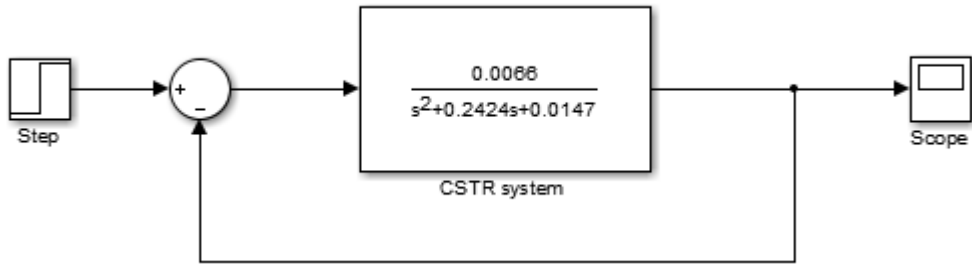 Step
+
−
0.0066
s²+0.2424s+0.0147
CSTR system
Scope